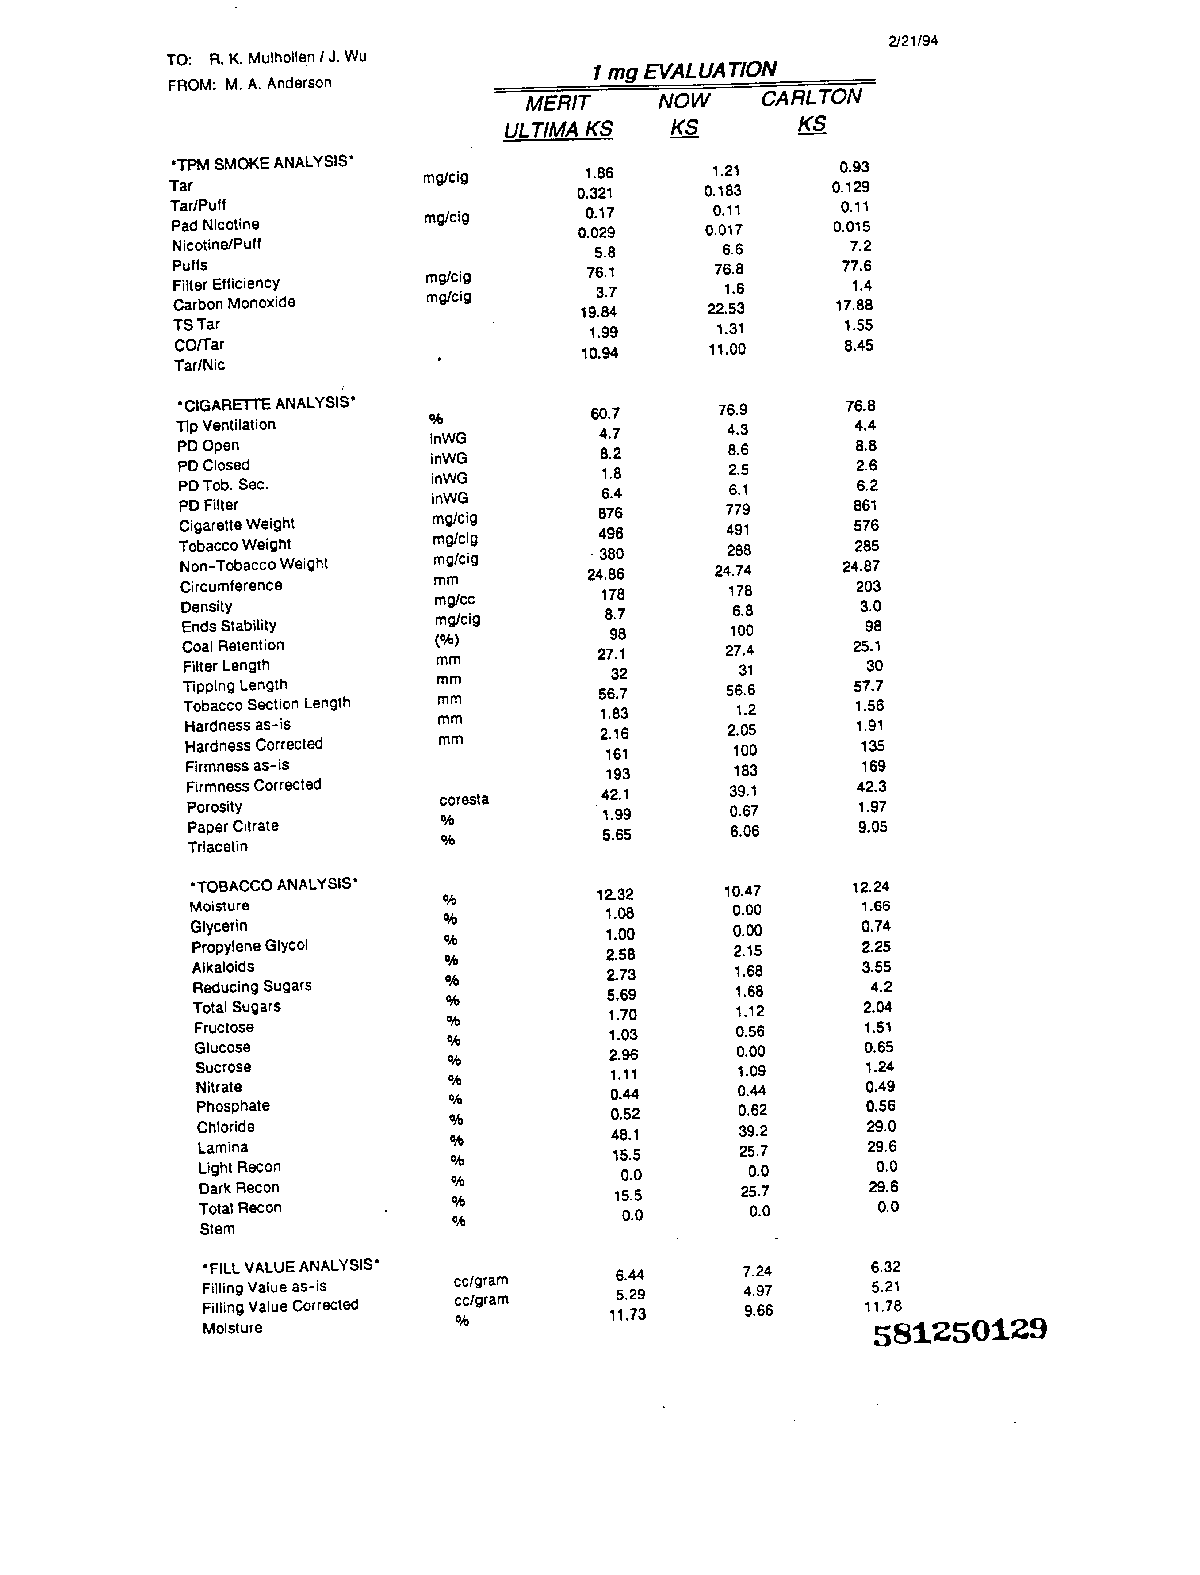 2/21/94
TO: R. K. Mulhollen / J. Wu
FROM: M. A. Anderson
1 mg EVALUATION
MERIT NOW CARLTON
ULTIMA KS KS KS
*TPM SMOKE ANALYSIS*
Tar mg/cig 1.86 1.21 0.93
Tar/Puff 0.321 0.183 0.129
Pad Nicotine mg/cig 0.17 0.11 0.11
Nicotine/Puff 0.029 0.017 0.015
Puffs 5.8 6.6 7.2
Filter Efficiency mg/cig 76.1 76.8 77.6
Carbon Monoxide mg/cig 3.7 1.6 1.4
TS Tar 19.84 22.53 17.88
CO/Tar 1.99 1.31 1.55
Tar/Nic 10.94 11.00 8.45
*CIGARETTE ANALYSIS*
Tip Ventilation % 60.7 76.9 76.8
PD Open inWG 4.7 4.3 4.4
PD Closed inWG 8.2 8.6 8.8
PD Tob. Sec. inWG 1.8 2.5 2.6
PD Filter inWG 6.4 6.1 6.2
Cigarette Weight mg/cig 876 779 861
Tobacco Weight mg/cig 496 491 576
Non-Tobacco Weight mg/cig 380 288 285
Circumference mm 24.86 24.74 24.87
Density mg/cc 178 178 203
Ends Stability mg/cig 8.7 6.8 3.0
Coal Retention (%) 98 100 98
Filter Length mm 27.1 27.4 25.1
Tipping Length mm 32 31 30
Tobacco Section Length mm 56.7 56.6 57.7
Hardness as-is mm 1.83 1.2 1.56
Hardness Corrected mm 2.16 2.05 1.91
Firmness as-is 161 100 135
Firmness Corrected 193 183 169
Porosity coresta 42.1 39.1 42.3
Paper Citrate % 1.99 0.67 1.97
Triacetin % 5.65 6.06 9.05
*TOBACCO ANALYSIS*
Moisture % 12.32 10.47 12.24
Glycerin % 1.08 0.00 1.66
Propylene Glycol % 1.00 0.00 0.74
Alkaloids % 2.58 2.15 2.25
Reducing Sugars % 2.73 1.68 3.55
Total Sugars % 5.69 1.68 4.2
Fructose % 1.70 1.12 2.04
Glucose % 1.03 0.56 1.51
Sucrose % 2.96 0.00 0.65
Nitrate % 1.11 1.09 1.24
Phosphate % 0.44 0.44 0.49
Chloride % 0.52 0.62 0.56
Lamina % 48.1 39.2 29.0
Light Recon % 15.5 25.7 29.6
Dark Recon % 0.0 0.0 0.0
Total Recon % 15.5 25.7 29.6
Stem % 0.0 0.0 0.0
*FILL VALUE ANALYSIS*
Filling Value as-is cc/gram 6.44 7.24 6.32
Filling Value Corrected cc/gram 5.29 4.97 5.21
Moisture % 11.73 9.66 11.78
581250129